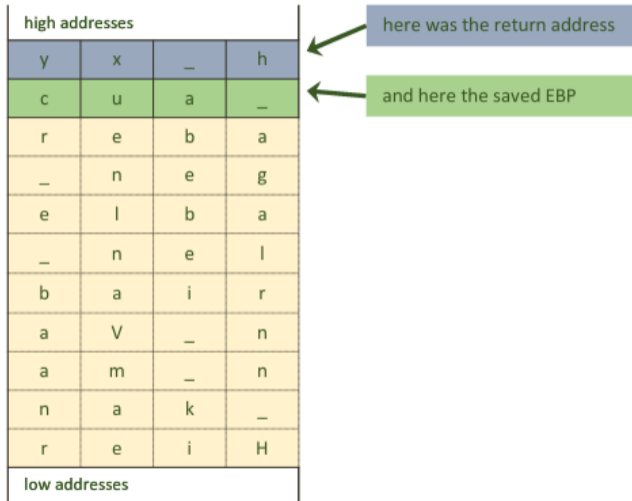 high addresses
y x _ h
here was the return address
c u a _
and here the saved EBP
r e b a
_ n e g
e l b a
_ n e l
b a i r
a V _ n
a m _ n
n a k _
r e i H
low addresses